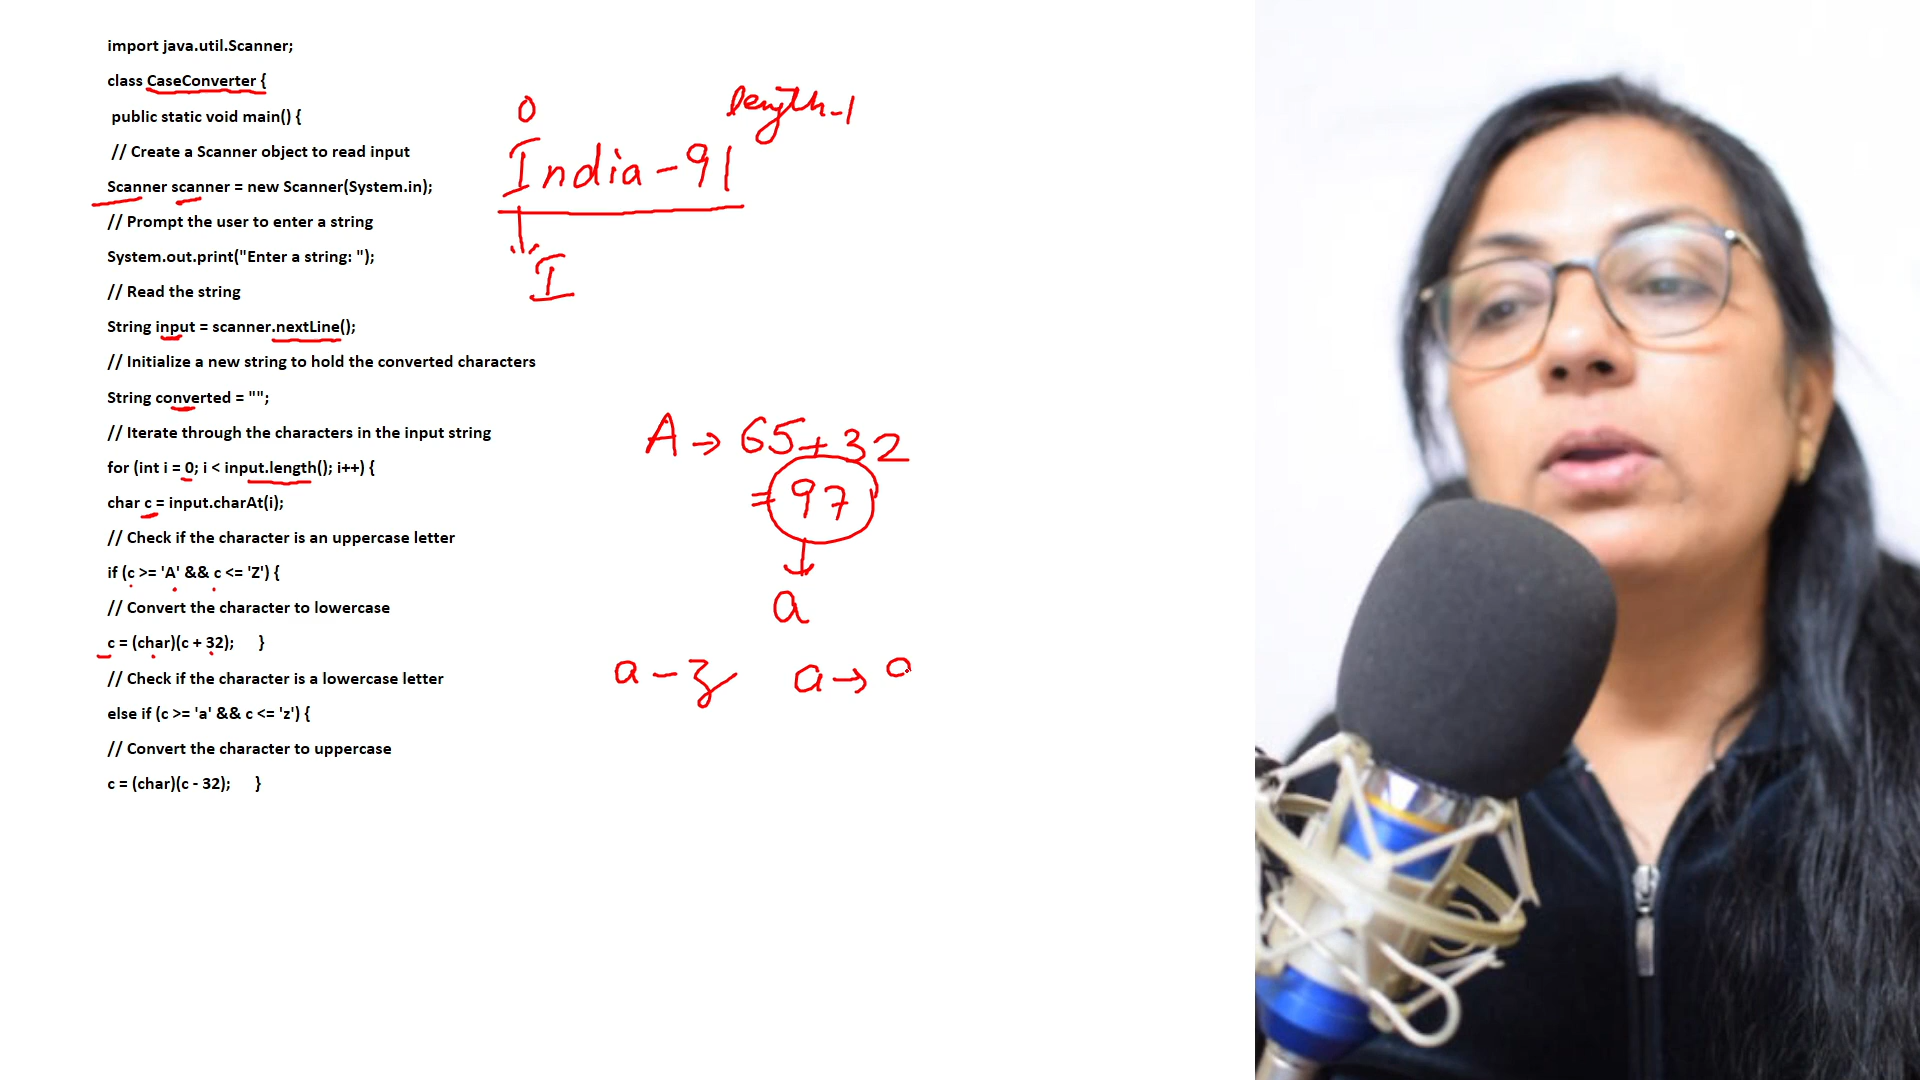 import java.util.Scanner;
class CaseConverter {
public static void main() {
// Create a Scanner object to read input
Scanner scanner = new Scanner(System.in);
// Prompt the user to enter a string
System.out.print("Enter a string: ");
// Read the string
String input = scanner.nextLine();
// Initialize a new string to hold the converted characters
String converted = "";
// Iterate through the characters in the input string
for (int i = 0; i < input.length(); i++) {
char c = input.charAt(i);
// Check if the character is an uppercase letter
if (c >= 'A' && c <= 'Z') {
// Convert the character to lowercase
c = (char)(c + 32); }
// Check if the character is a lowercase letter
else if (c >= 'a' && c <= 'z') {
// Convert the character to uppercase
c = (char)(c - 32); }
0 length-1
India-91
I
A → 65+32
= 97
a
a-z a →